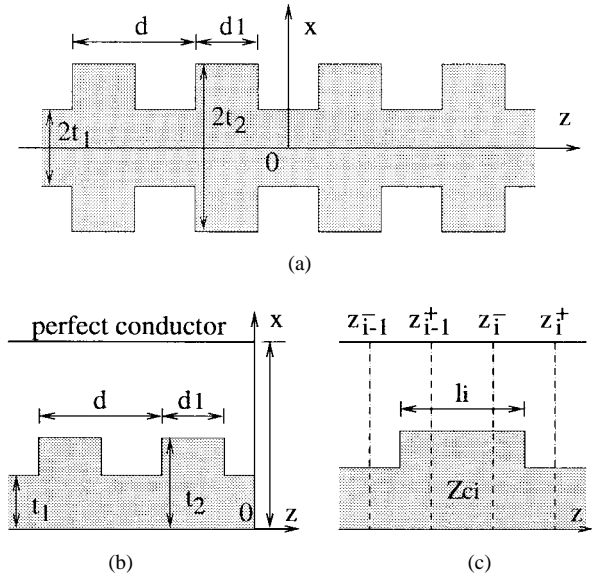 d d1 x
2t₁ 2t₂ 0 z
(a)
perfect conductor x
d d1
t₁ t₂ 0 z
(b)
z⁻ᵢ₋₁ z⁺ᵢ₋₁ z⁻ᵢ z⁺ᵢ
li
Zci
z
(c)